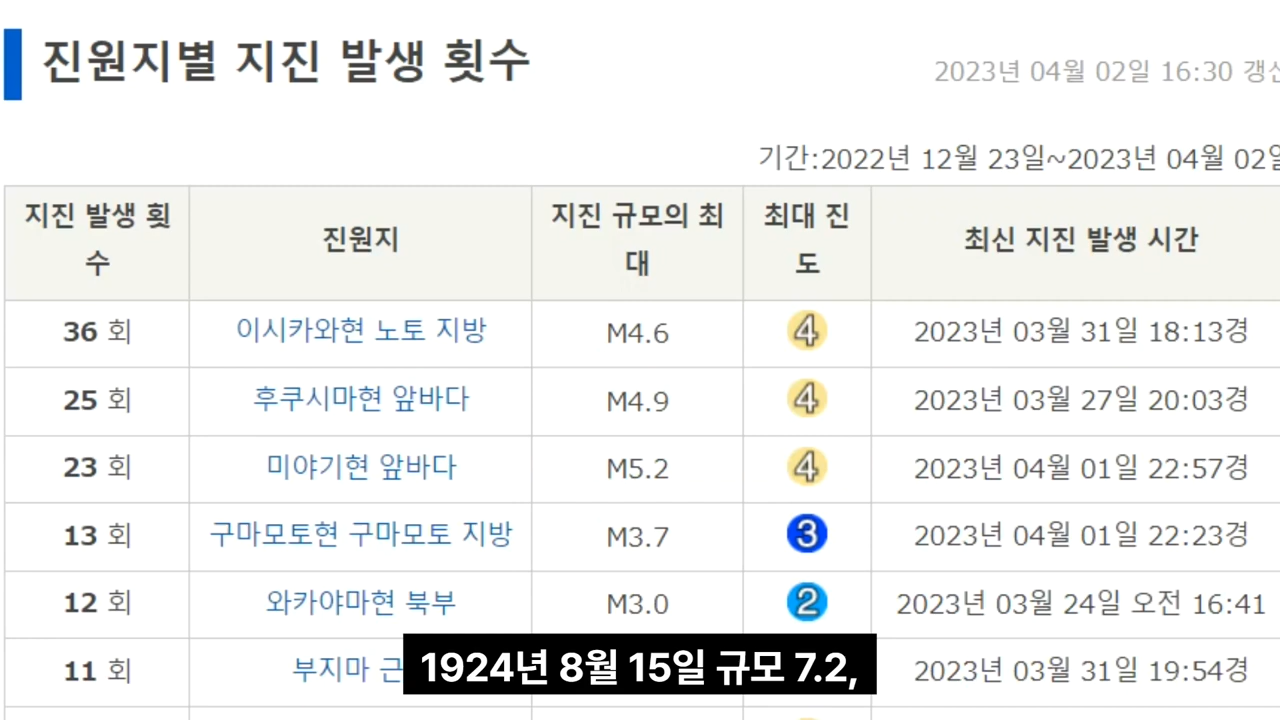 진원지별 지진 발생 횟수
2023년 04월 02일 16:30 갱신
기간:2022년 12월 23일~2023년 04월 02일
지진 발생 횟수 진원지 지진 규모의 최대 최대 진도 최신 지진 발생 시간
36 회 이시카와현 노토 지방 M4.6 4 2023년 03월 31일 18:13경
25 회 후쿠시마현 앞바다 M4.9 4 2023년 03월 27일 20:03경
23 회 미야기현 앞바다 M5.2 4 2023년 04월 01일 22:57경
13 회 구마모토현 구마모토 지방 M3.7 3 2023년 04월 01일 22:23경
12 회 와카야마현 북부 M3.0 2 2023년 03월 24일 오전 16:41
11 회 부지마 근 2023년 03월 31일 19:54경
1924년 8월 15일 규모 7.2,